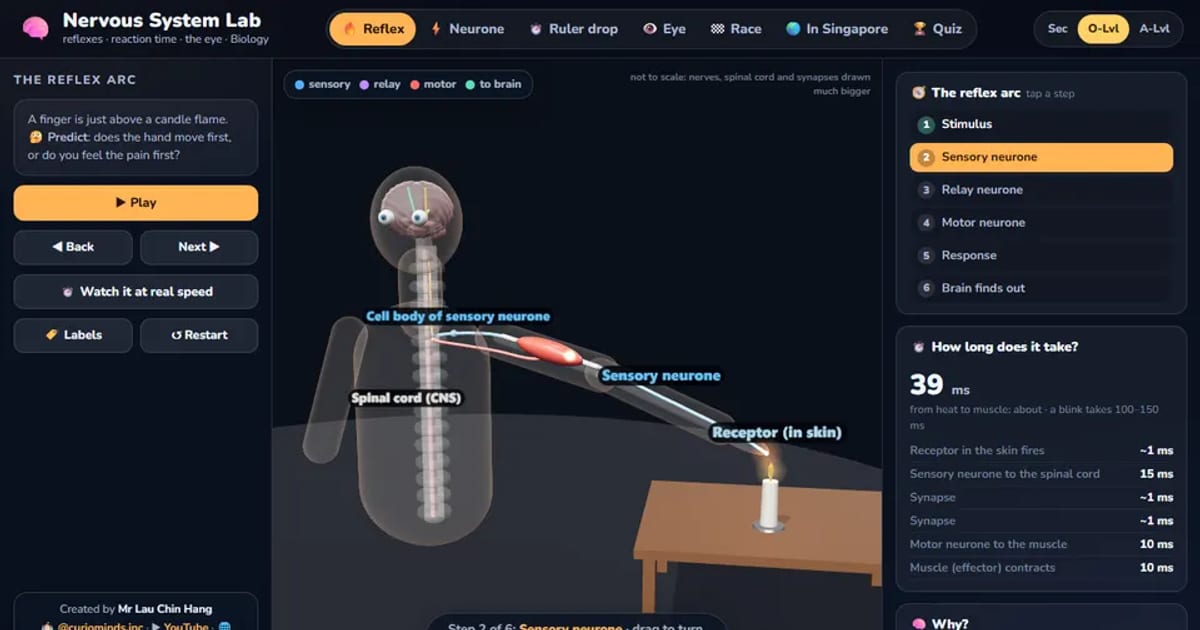 Nervous System Lab
reflexes · reaction time · the eye · Biology
Reflex
Neurone
Ruler drop
Eye
Race
In Singapore
Quiz
Sec
O-Lvl
A-Lvl
THE REFLEX ARC
A finger is just above a candle flame.
Predict: does the hand move first,
or do you feel the pain first?
▶ Play
◀ Back
Next ▶
Watch it at real speed
Labels
↺ Restart
Created by Mr Lau Chin Hang
@curiominds.inc · ▶ YouTube ·
sensory
relay
motor
to brain
not to scale: nerves, spinal cord and synapses drawn
much bigger
Cell body of sensory neurone
Sensory neurone
Spinal cord (CNS)
Receptor (in skin)
Step 2 of 6: Sensory neurone · drag to turn
The reflex arc tap a step
1 Stimulus
2 Sensory neurone
3 Relay neurone
4 Motor neurone
5 Response
6 Brain finds out
How long does it take?
39 ms
from heat to muscle: about · a blink takes 100–150
ms
Receptor in the skin fires ~1 ms
Sensory neurone to the spinal cord 15 ms
Synapse ~1 ms
Synapse ~1 ms
Motor neurone to the muscle 10 ms
Muscle (effector) contracts 10 ms
Why?